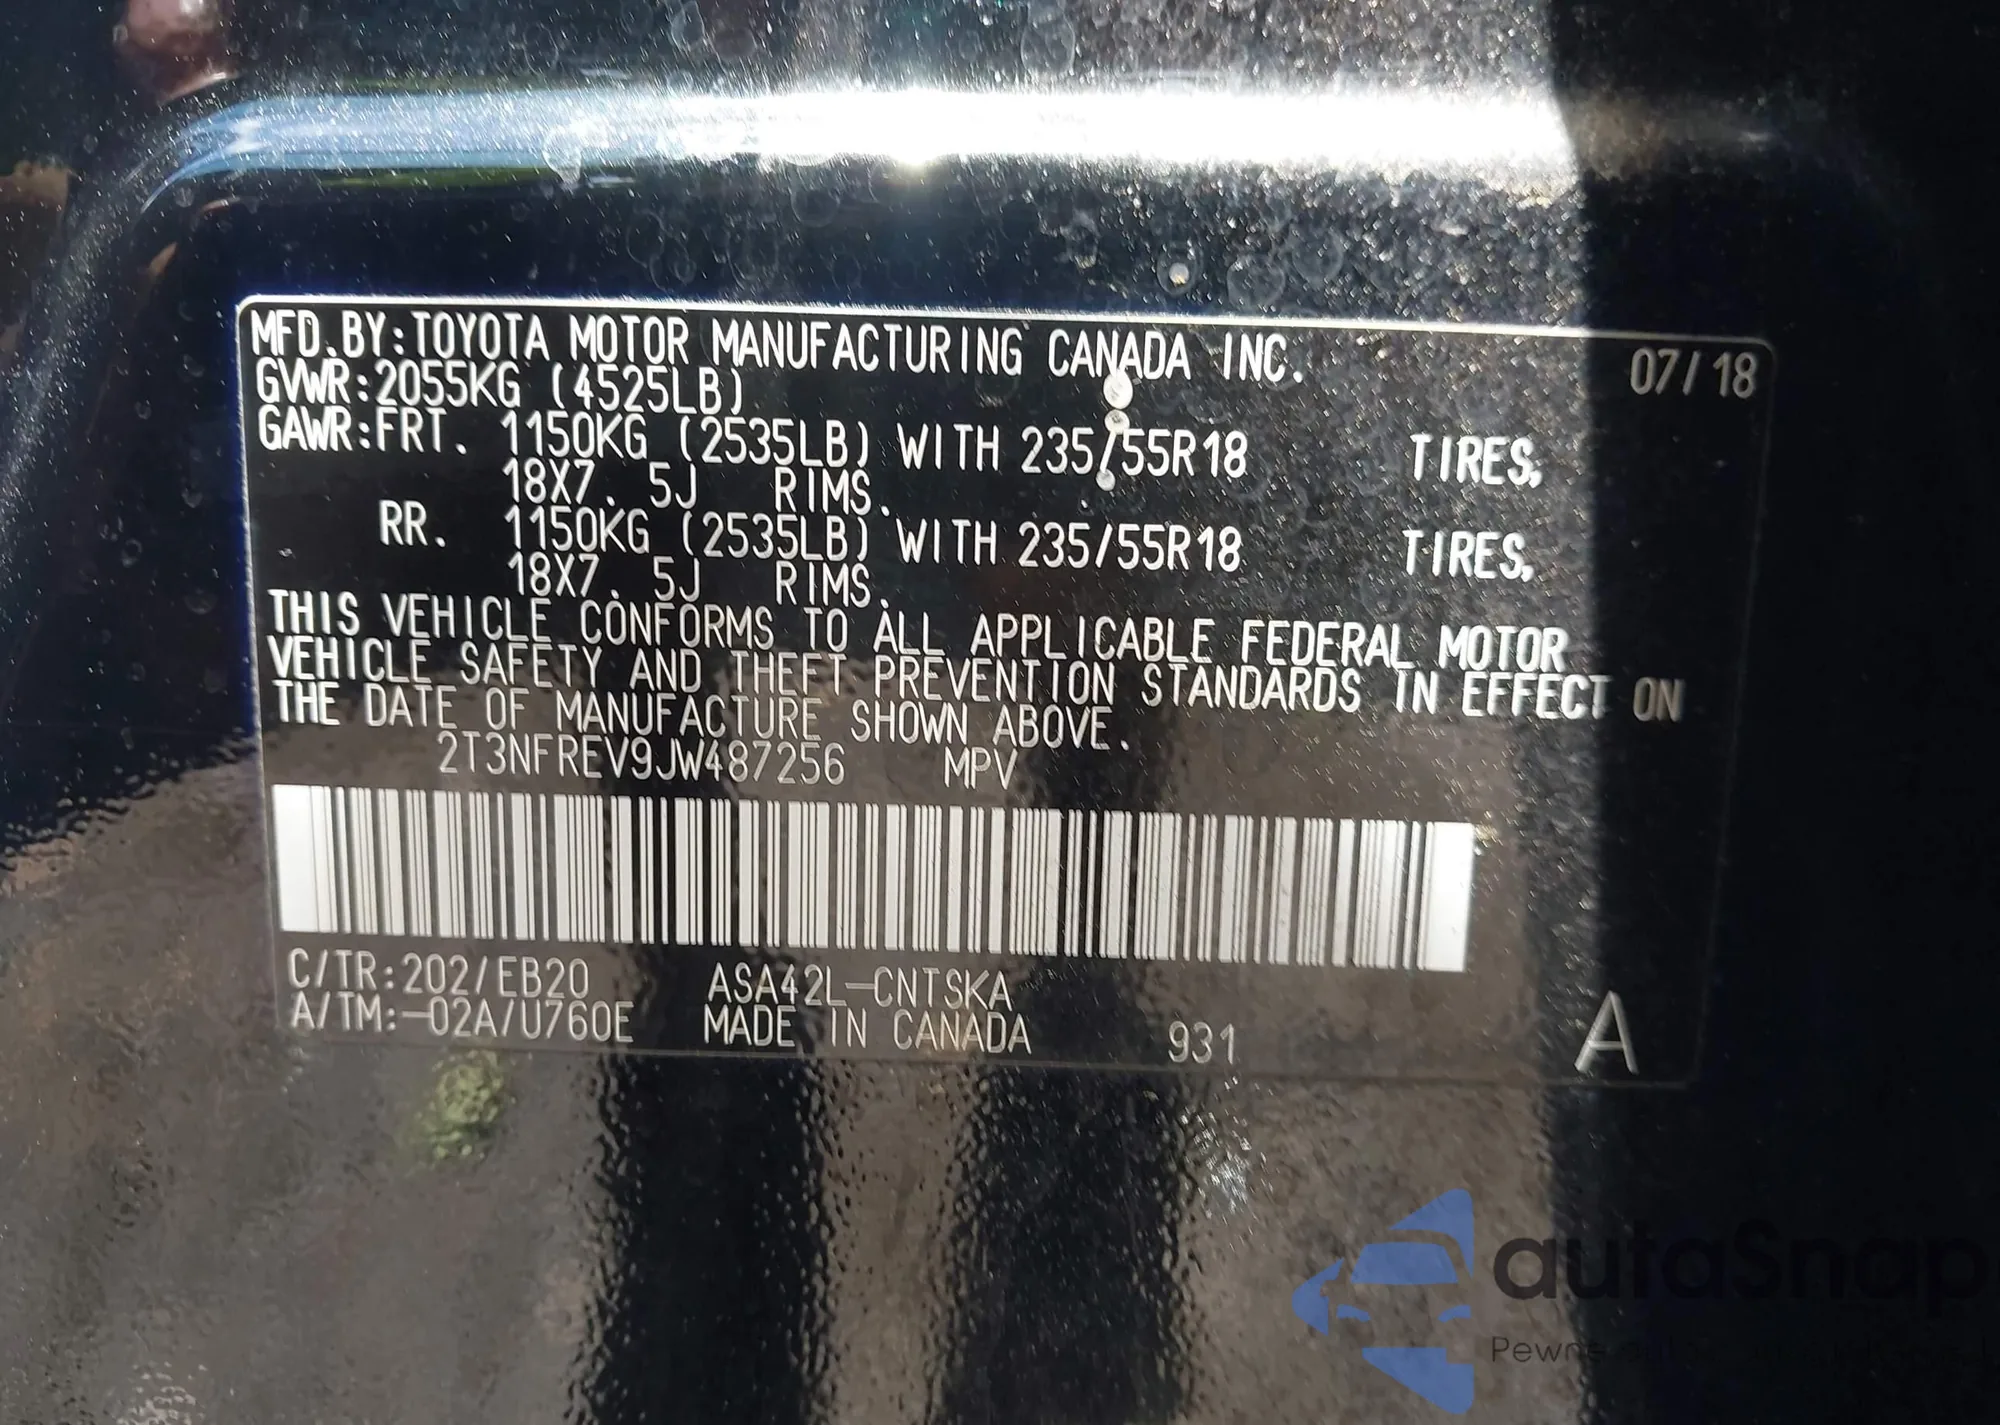 MFD.BY:TOYOTA MOTOR MANUFACTURING CANADA INC. 07/18
GVWR:2055KG (4525LB)
GAWR:FRT. 1150KG (2535LB) WITH 235/55R18 TIRES,
18X7.5J RIMS.
RR. 1150KG (2535LB) WITH 235/55R18 TIRES,
18X7.5J RIMS.
THIS VEHICLE CONFORMS TO ALL APPLICABLE FEDERAL MOTOR
VEHICLE SAFETY AND THEFT PREVENTION STANDARDS IN EFFECT ON
THE DATE OF MANUFACTURE SHOWN ABOVE.
2T3NFREV9JW487256 MPV
C/TR:202/EB20 ASA42L-CNTSKA
A/TM:-02A/U760E MADE IN CANADA 931 A
autaSnap
Pewne